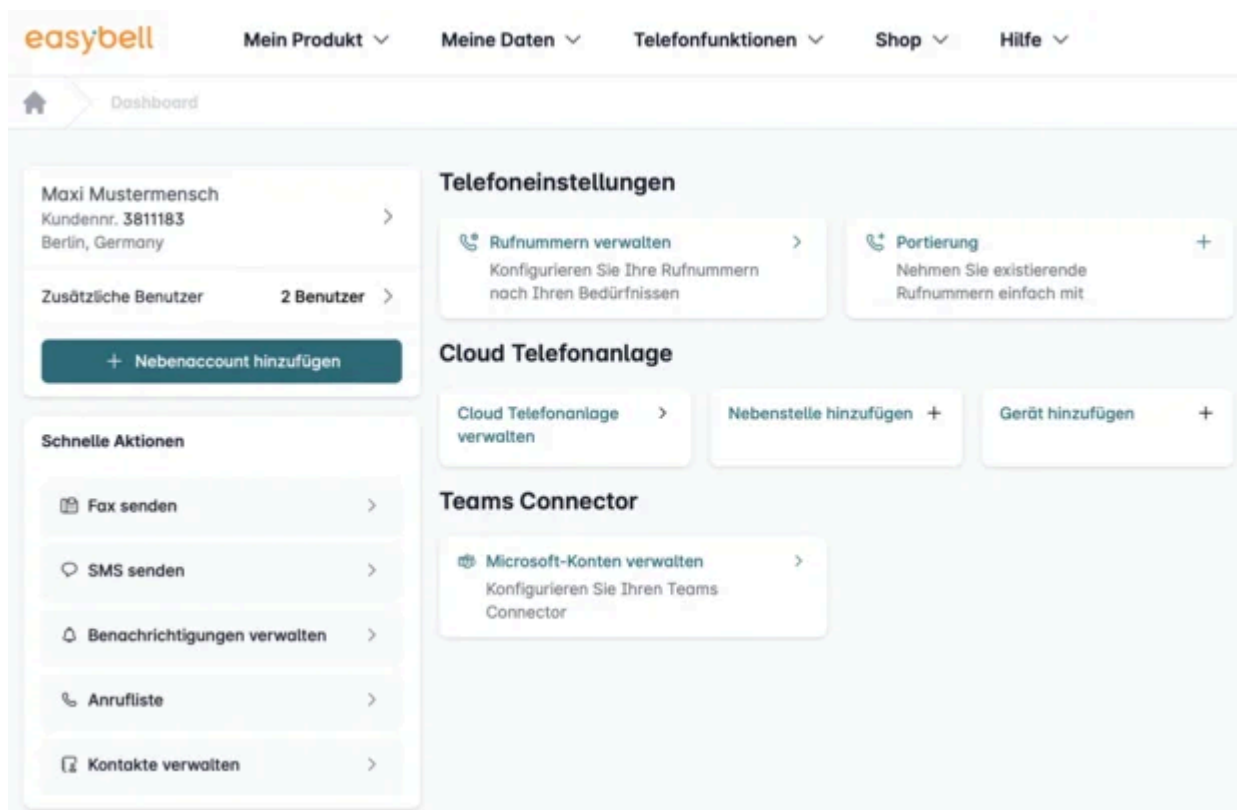 easybell
Mein Produkt
Meine Daten
Telefonfunktionen
Shop
Hilfe
Dashboard
Maxi Mustermensch
Kundennr. 3811183
Berlin, Germany
Zusätzliche Benutzer 2 Benutzer
+ Nebenaccount hinzufügen
Schnelle Aktionen
Fax senden
SMS senden
Benachrichtigungen verwalten
Anrufliste
Kontakte verwalten
Telefoneinstellungen
Rufnummern verwalten
Konfigurieren Sie Ihre Rufnummern
nach Ihren Bedürfnissen
Portierung
Nehmen Sie existierende
Rufnummern einfach mit
Cloud Telefonanlage
Cloud Telefonanlage
verwalten
Nebenstelle hinzufügen +
Gerät hinzufügen +
Teams Connector
Microsoft-Konten verwalten
Konfigurieren Sie Ihren Teams
Connector